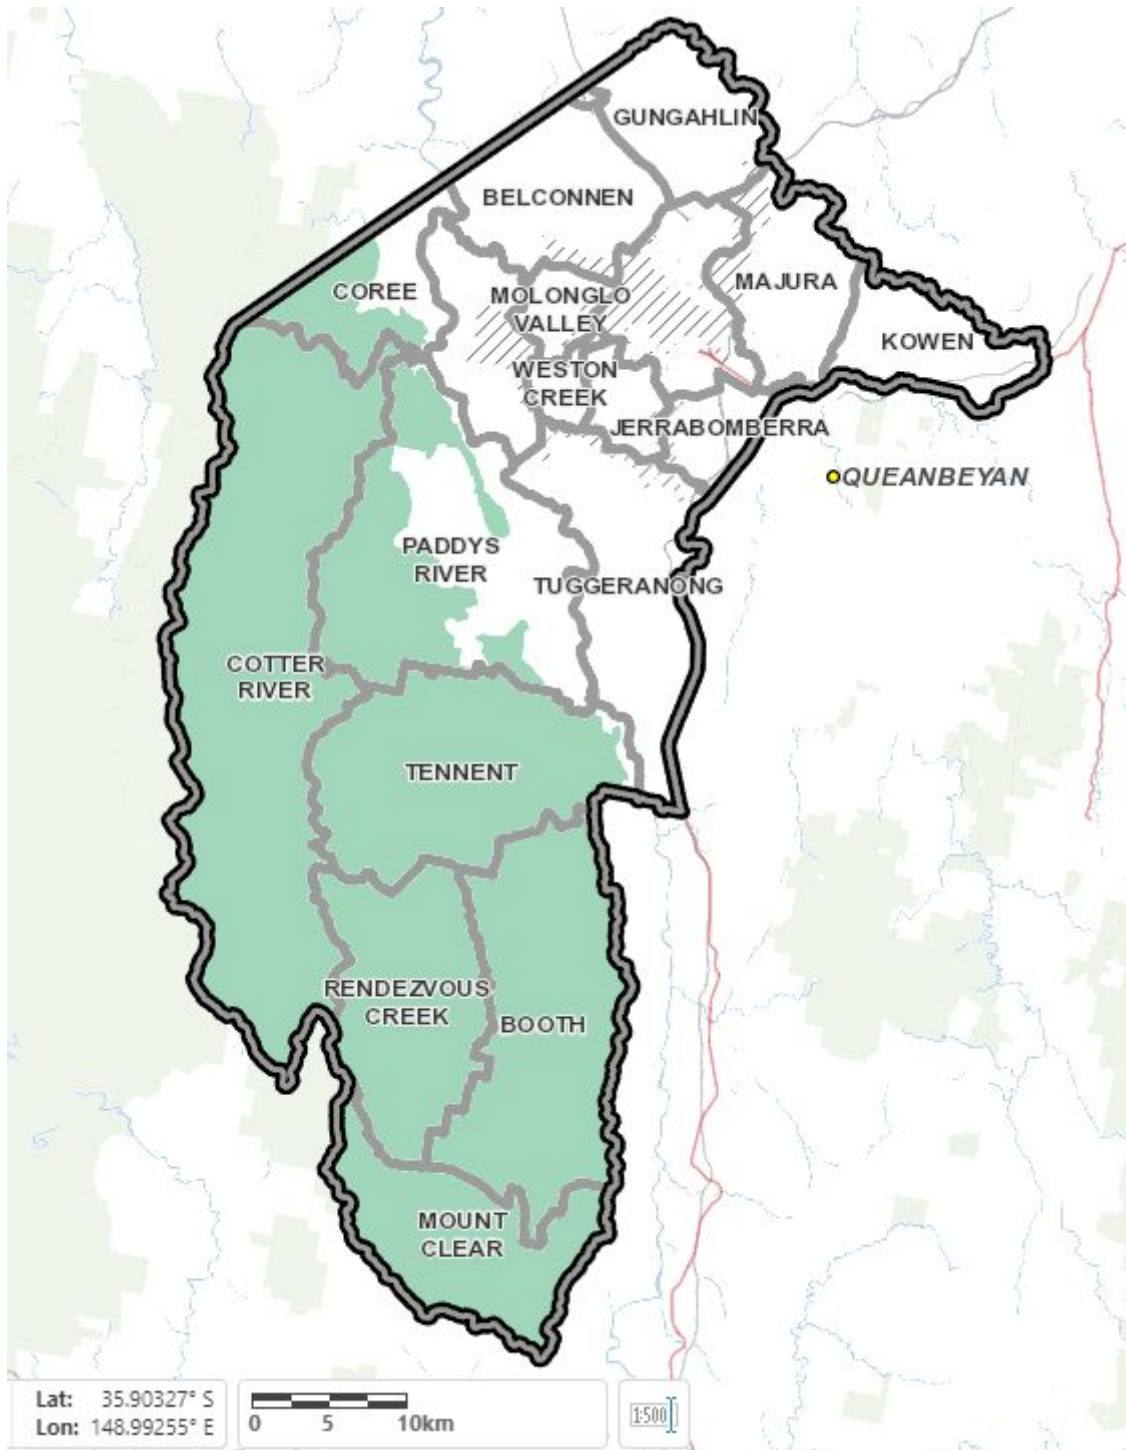 GUNGAHLIN
BELCONNEN
MAJURA
COREE
MOLONGLO
VALLEY
KOWEN
WESTON
CREEK
JERRABOMBERRA
QUEANBEYAN
PADDYS
RIVER
TUGGERANONG
COTTER
RIVER
TENNENT
RENDEZVOUS
CREEK
BOOTH
MOUNT
CLEAR
Lat: 35.90327° S
Lon: 148.99255° E
0 5 10km
1:500